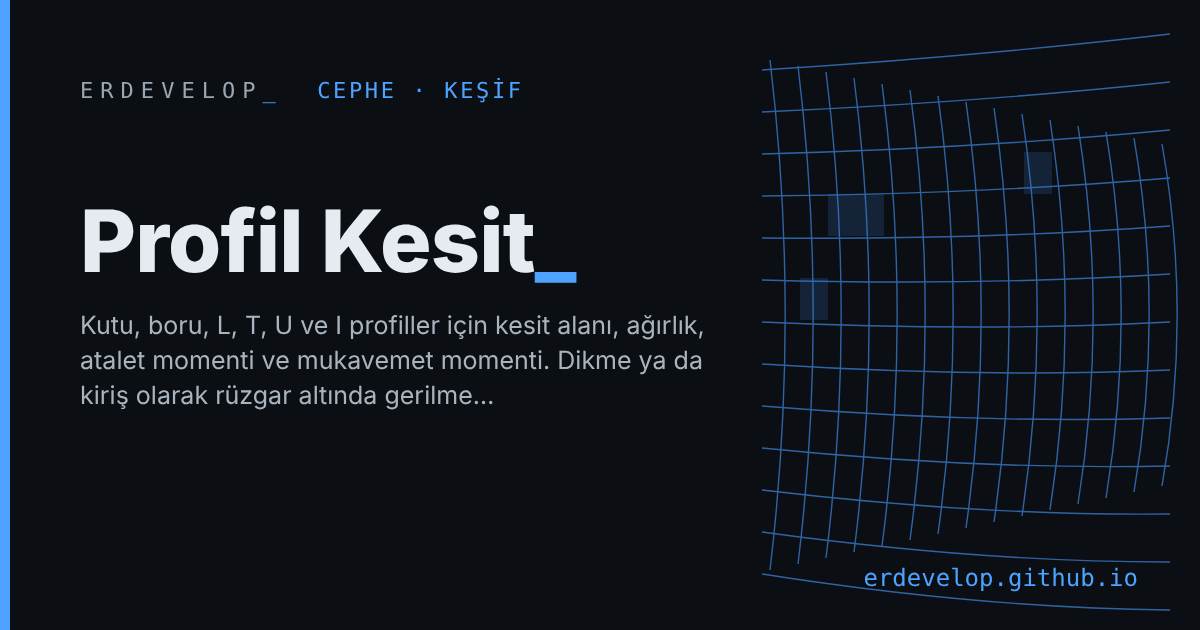 ERDEVELOP_ CEPHE · KEŞİF
Profil Kesit_
Kutu, boru, L, T, U ve I profiller için kesit alanı, ağırlık,
atalet momenti ve mukavemet momenti. Dikme ya da
kiriş olarak rüzgar altında gerilme...
erdevelop.github.io